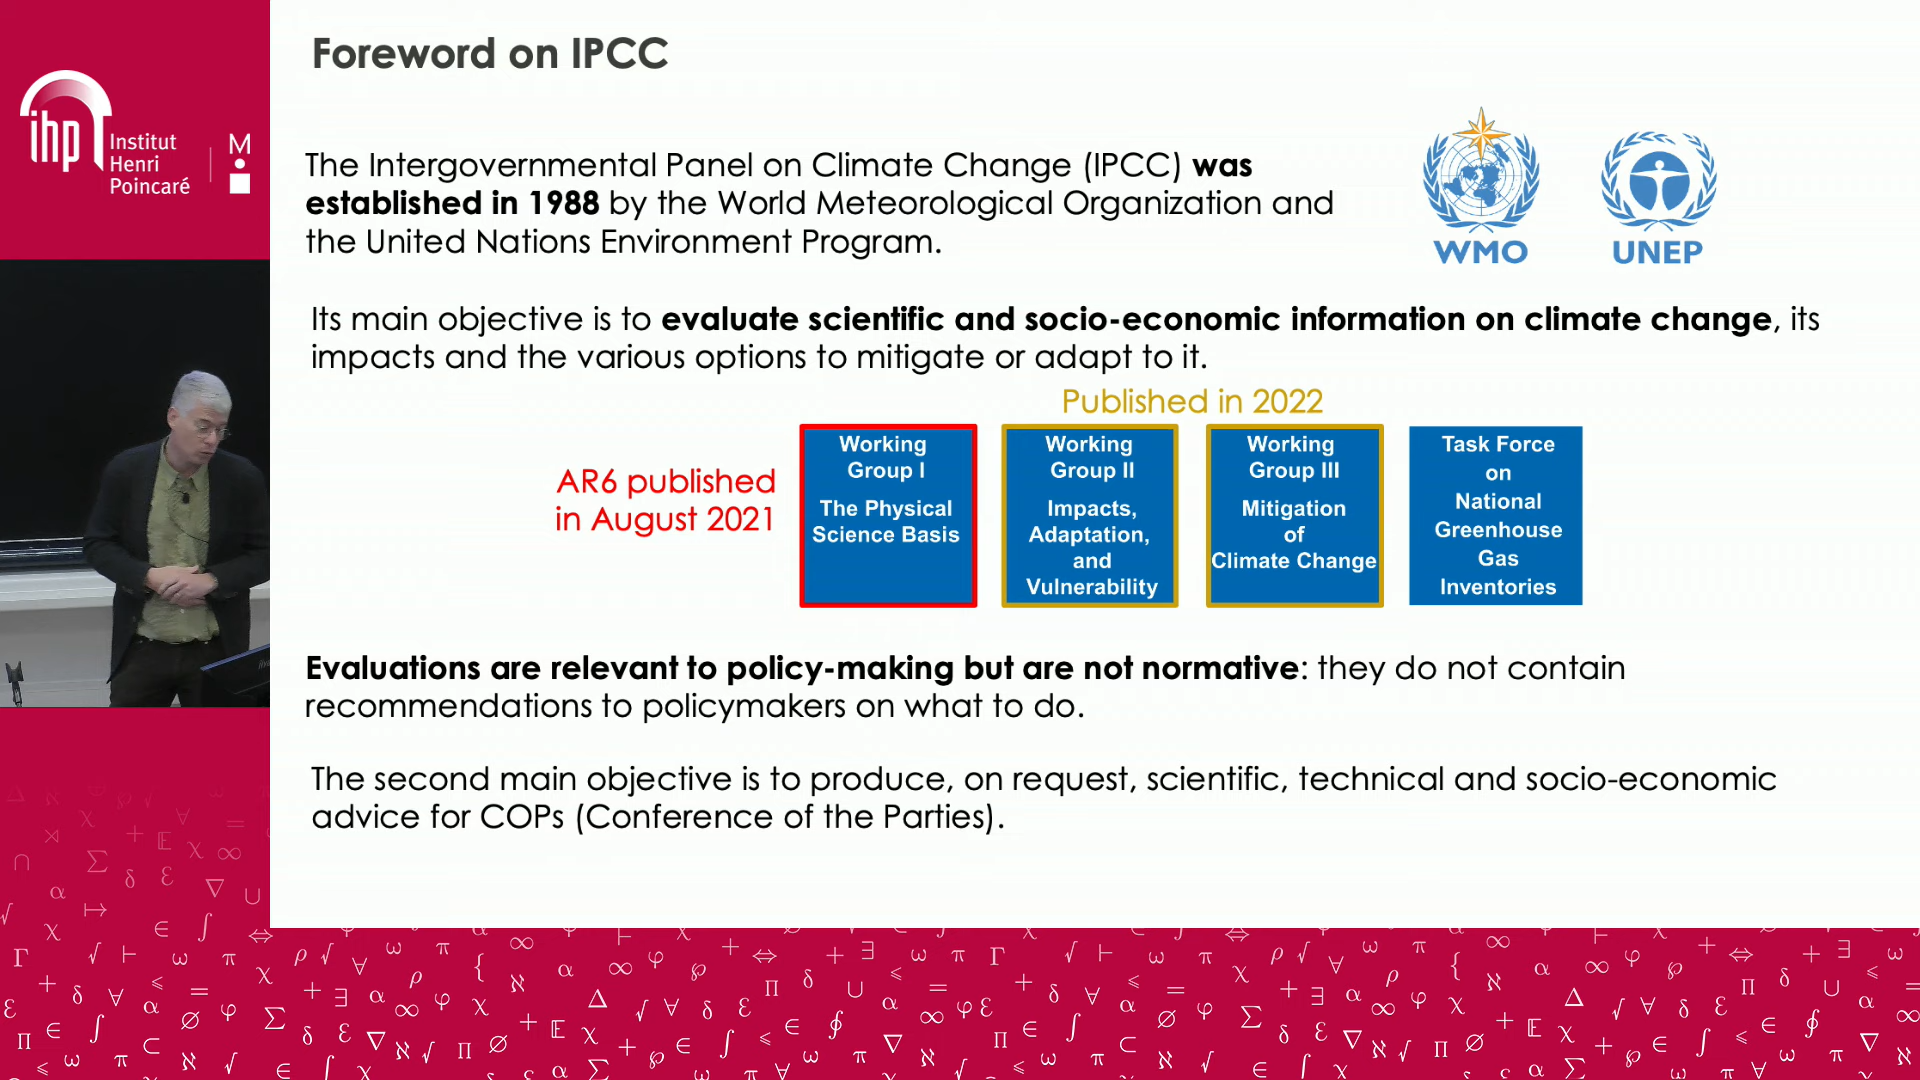 Foreword on IPCC
ihp
Institut
Henri
Poincaré
M
The Intergovernmental Panel on Climate Change (IPCC) was
established in 1988 by the World Meteorological Organization and
the United Nations Environment Program.
WMO
UNEP
Its main objective is to evaluate scientific and socio-economic information on climate change, its
impacts and the various options to mitigate or adapt to it.
Published in 2022
AR6 published
in August 2021
Working
Group I
The Physical
Science Basis
Working
Group II
Impacts,
Adaptation,
and
Vulnerability
Working
Group III
Mitigation
of
Climate Change
Task Force
on
National
Greenhouse
Gas
Inventories
Evaluations are relevant to policy-making but are not normative: they do not contain
recommendations to policymakers on what to do.
The second main objective is to produce, on request, scientific, technical and socio-economic
advice for COPs (Conference of the Parties).